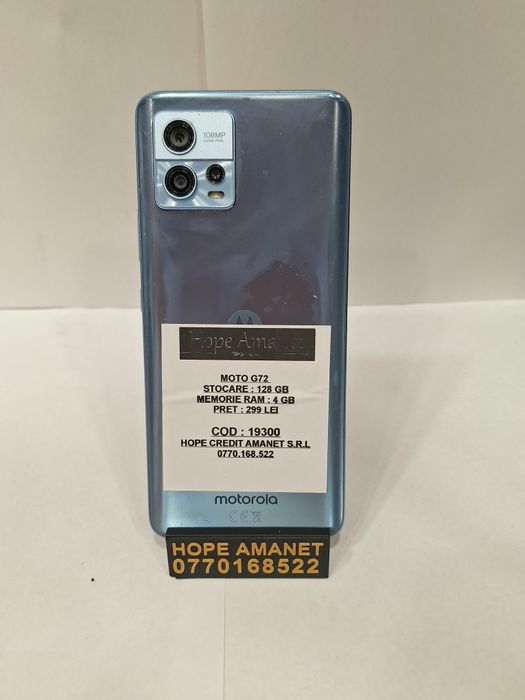 108MP
Hope Amanet
MOTO G72
STOCARE : 128 GB
MEMORIE RAM : 4 GB
PRET : 299 LEI
COD : 19300
HOPE CREDIT AMANET S.R.L
0770.168.522
motorola
CE
HOPE AMANET
0770168522